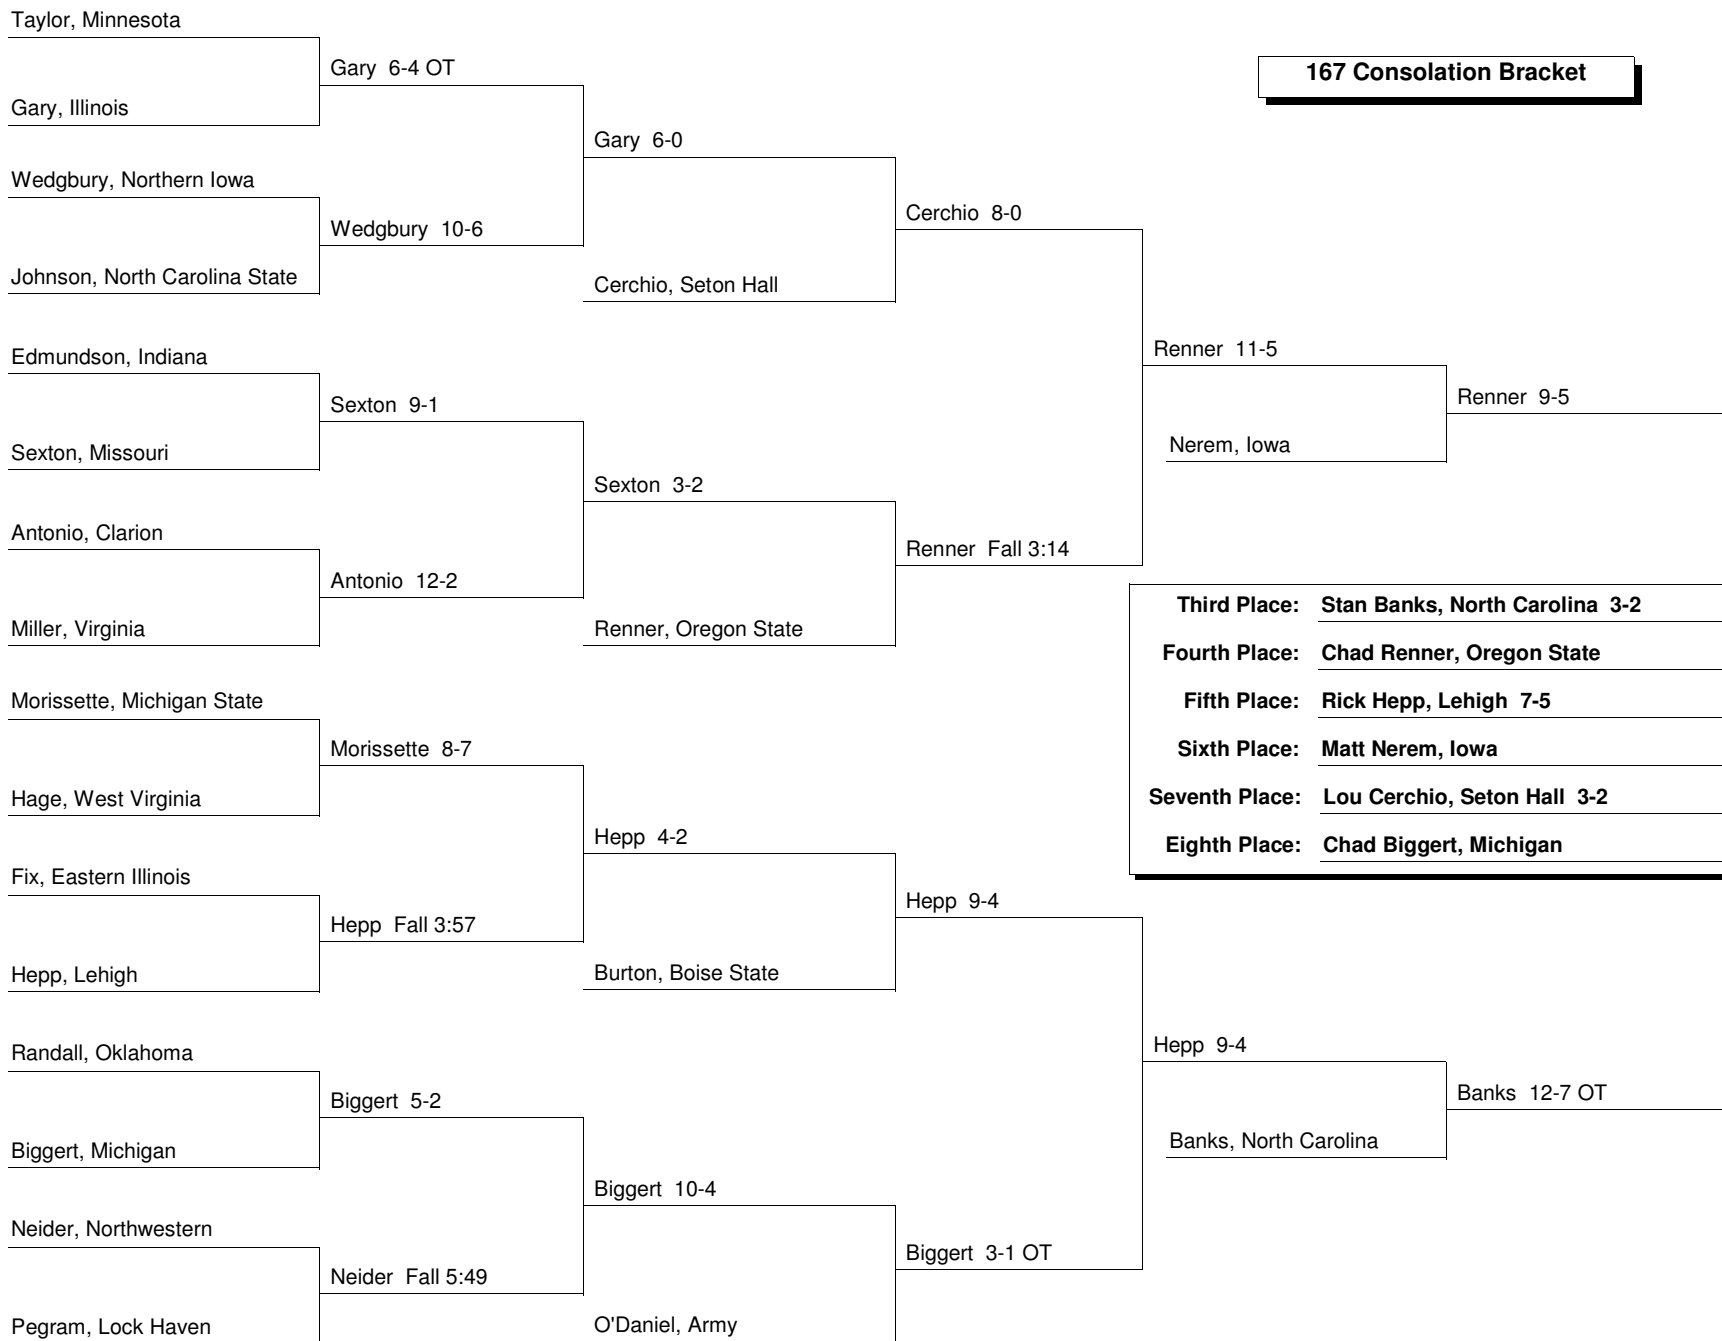 Taylor, Minnesota
Gary  6-4 OT
167 Consolation Bracket
Gary, Illinois
Gary  6-0
Wedgbury, Northern Iowa
Cerchio  8-0
Wedgbury  10-6
Johnson, North Carolina State
Cerchio, Seton Hall
Edmundson, Indiana
Renner  11-5
Sexton  9-1
Renner  9-5
Sexton, Missouri
Nerem, Iowa
Sexton  3-2
Antonio, Clarion
Renner  Fall 3:14
Antonio  12-2
Miller, Virginia
Renner, Oregon State
Third Place: Stan Banks, North Carolina  3-2
Fourth Place: Chad Renner, Oregon State
Fifth Place: Rick Hepp, Lehigh  7-5
Sixth Place: Matt Nerem, Iowa
Seventh Place: Lou Cerchio, Seton Hall  3-2
Eighth Place: Chad Biggert, Michigan
Morissette, Michigan State
Morissette  8-7
Hage, West Virginia
Hepp  4-2
Fix, Eastern Illinois
Hepp  9-4
Hepp  Fall 3:57
Hepp, Lehigh
Burton, Boise State
Randall, Oklahoma
Hepp  9-4
Biggert  5-2
Banks  12-7 OT
Biggert, Michigan
Banks, North Carolina
Biggert  10-4
Neider, Northwestern
Biggert  3-1 OT
Neider  Fall 5:49
Pegram, Lock Haven
O'Daniel, Army